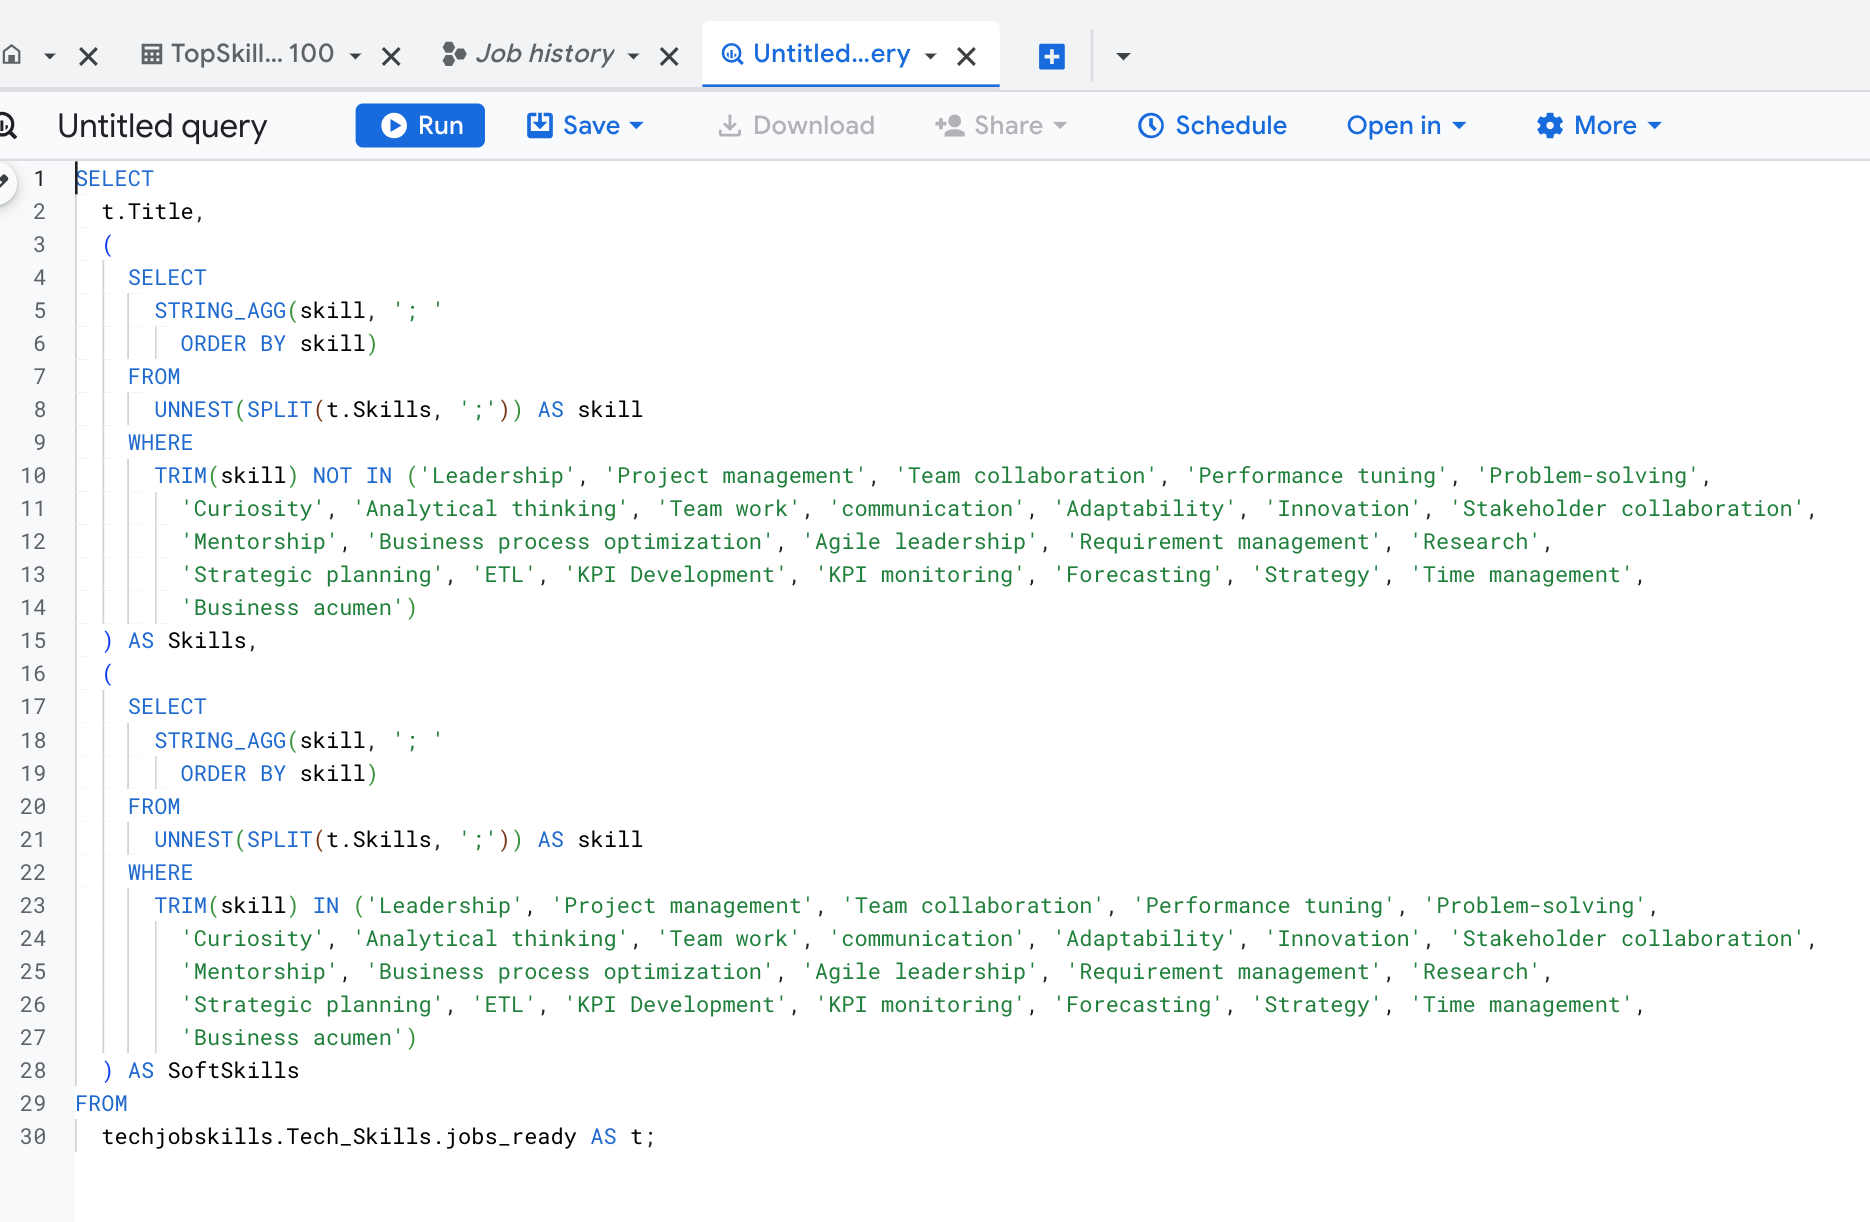 TopSkill... 100
Job history
Untitled...ery
Untitled query
Run
Save
Download
Share
Schedule
Open in
More
1 SELECT
2 t.Title,
3 (
4 SELECT
5 STRING_AGG(skill, '; '
6 ORDER BY skill)
7 FROM
8 UNNEST(SPLIT(t.Skills, ';')) AS skill
9 WHERE
10 TRIM(skill) NOT IN ('Leadership', 'Project management', 'Team collaboration', 'Performance tuning', 'Problem-solving',
11 'Curiosity', 'Analytical thinking', 'Team work', 'communication', 'Adaptability', 'Innovation', 'Stakeholder collaboration',
12 'Mentorship', 'Business process optimization', 'Agile leadership', 'Requirement management', 'Research',
13 'Strategic planning', 'ETL', 'KPI Development', 'KPI monitoring', 'Forecasting', 'Strategy', 'Time management',
14 'Business acumen')
15 ) AS Skills,
16 (
17 SELECT
18 STRING_AGG(skill, '; '
19 ORDER BY skill)
20 FROM
21 UNNEST(SPLIT(t.Skills, ';')) AS skill
22 WHERE
23 TRIM(skill) IN ('Leadership', 'Project management', 'Team collaboration', 'Performance tuning', 'Problem-solving',
24 'Curiosity', 'Analytical thinking', 'Team work', 'communication', 'Adaptability', 'Innovation', 'Stakeholder collaboration',
25 'Mentorship', 'Business process optimization', 'Agile leadership', 'Requirement management', 'Research',
26 'Strategic planning', 'ETL', 'KPI Development', 'KPI monitoring', 'Forecasting', 'Strategy', 'Time management',
27 'Business acumen')
28 ) AS SoftSkills
29 FROM
30 techjobskills.Tech_Skills.jobs_ready AS t;